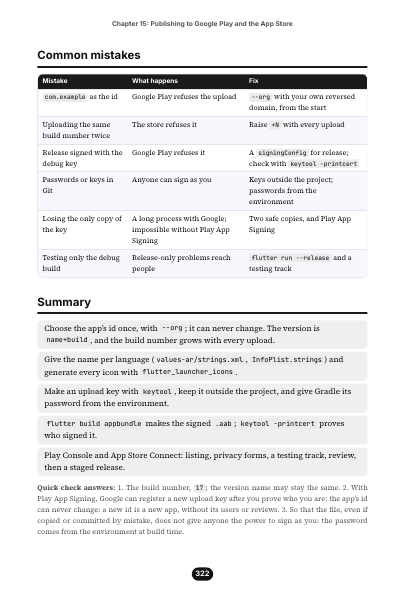 Chapter 15: Publishing to Google Play and the App Store
Common mistakes
Mistake What happens Fix
com.example as the id Google Play refuses the upload --org with your own reversed
domain, from the start
Uploading the same The store refuses it Raise +N with every upload
build number twice
Release signed with the Google Play refuses it A signingConfig for release;
debug key check with keytool -printcert
Passwords or keys in Anyone can sign as you Keys outside the project;
Git passwords from the
environment
Losing the only copy of A long process with Google; Two safe copies, and Play App
the key impossible without Play App Signing
Signing
Testing only the debug Release-only problems reach flutter run --release and a
build people testing track
Summary
Choose the app's id once, with --org ; it can never change. The version is
name+build , and the build number grows with every upload.
Give the name per language ( values-ar/strings.xml , InfoPlist.strings ) and
generate every icon with flutter_launcher_icons .
Make an upload key with keytool , keep it outside the project, and give Gradle its
password from the environment.
flutter build appbundle makes the signed .aab ; keytool -printcert proves
who signed it.
Play Console and App Store Connect: listing, privacy forms, a testing track, review,
then a staged release.
Quick check answers: 1. The build number, 17 ; the version name may stay the same. 2. With
Play App Signing, Google can register a new upload key after you prove who you are; the app's id
can never change: a new id is a new app, without its users or reviews. 3. So that the file, even if
copied or committed by mistake, does not give anyone the power to sign as you: the password
comes from the environment at build time.
322